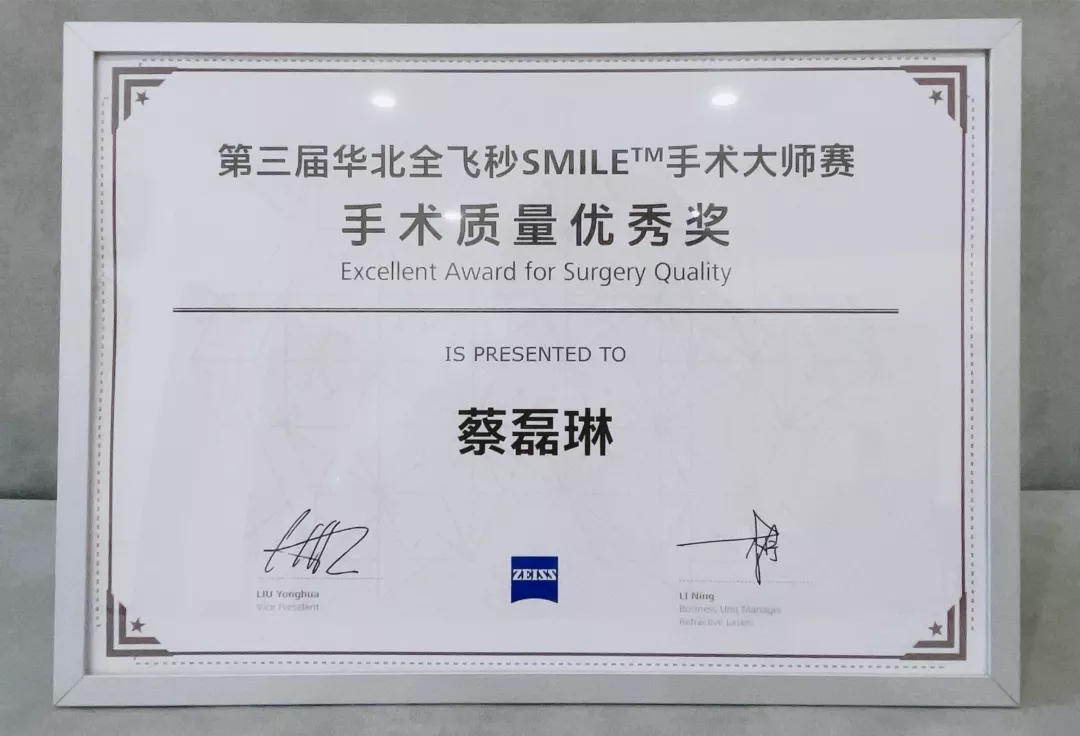 第三届华北全飞秒SMILE™手术大师赛
手术质量优秀奖
Excellent Award for Surgery Quality
IS PRESENTED TO
蔡磊琳
ZEISS
LIU Yonghua
Vice President
LI Ning
Business Unit Manager
Refractive Lasers